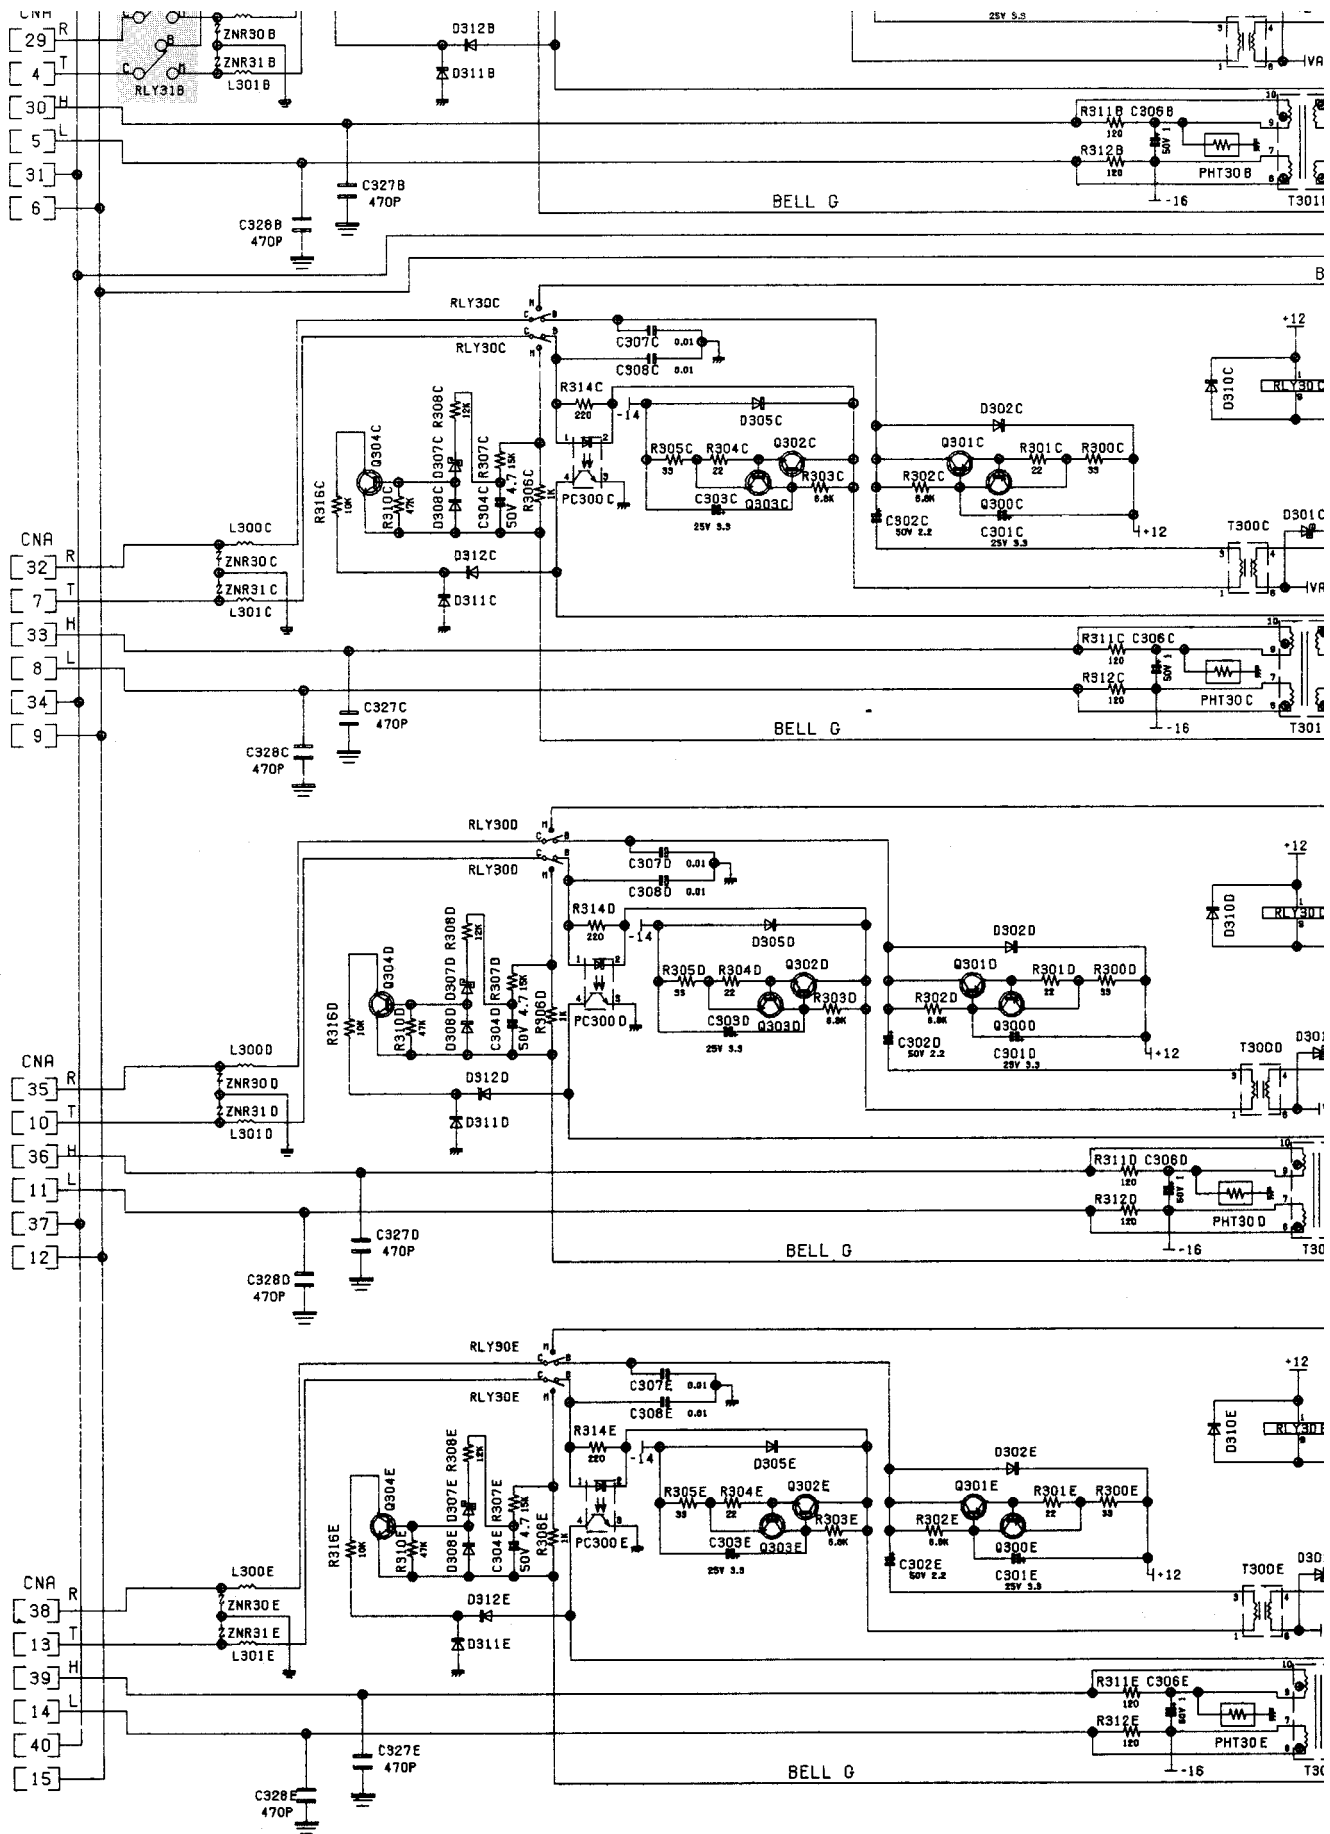 CNA
29 R
ZNR30B
4 T
ZNR31B
RLY31B
L301B
D312B
D311B
25V 3.3
30 H
5 L
31
6
C327B
470P
C328B
470P
R311B C306B
120
50V 1
R312B
120
PHT30B
-16
BELL G
RLY30C
RLY30C
C307C 0.01
C308C 0.01
+12
D310C
RLY30C
R314C
220
-14
D305C
D302C
R308C
12K
Q304C
D307C
R307C
15K
R316C
10K
R310C
47K
D308C
C304C
50V 4.7
R306C
1K
PC300C
R305C
33
R304C
22
Q302C
C303C
25V 3.3
Q303C
R303C
6.8K
Q301C
R301C
22
R300C
33
R302C
6.8K
Q300C
C302C
50V 2.2
C301C
25V 3.3
+12
T300C
D301C
CNA
L300C
32 R
ZNR30C
7 T
ZNR31C
L301C
D312C
D311C
33 H
8 L
34
9
C327C
470P
C328C
470P
R311C C306C
120
50V 1
R312C
120
PHT30C
-16
BELL G
RLY30D
RLY30D
C307D 0.01
C308D 0.01
+12
D310D
R314D
220
-14
D305D
D302D
R308D
12K
Q304D
D307D
R307D
15K
R316D
10K
R310D
47K
D308D
C304D
50V 4.7
R306D
1K
PC300D
R305D
33
R304D
22
Q302D
C303D
25V 3.3
Q303D
R303D
6.8K
Q301D
R301D
22
R300D
33
R302D
6.8K
Q300D
C302D
50V 2.2
C301D
25V 3.3
+12
T300D
CNA
L300D
35 R
ZNR30D
10 T
ZNR31D
L301D
D312D
D311D
36 H
11 L
37
12
C327D
470P
C328D
470P
R311D C306D
120
50V 1
R312D
120
PHT30D
-16
BELL G
RLY30E
RLY30E
C307E 0.01
C308E 0.01
+12
D310E
RLY30E
R314E
220
-14
D305E
D302E
R308E
12K
Q304E
D307E
R307E
15K
R316E
10K
R310E
47K
D308E
C304E
50V 4.7
R306E
1K
PC300E
R305E
33
R304E
22
Q302E
C303E
25V 3.3
Q303E
R303E
6.8K
Q301E
R301E
22
R300E
33
R302E
6.8K
Q300E
C302E
50V 2.2
C301E
25V 3.3
+12
T300E
CNA
L300E
38 R
ZNR30E
13 T
ZNR31E
L301E
D312E
D311E
39 H
14 L
40
15
C327E
470P
C328E
470P
R311E C306E
120
50V 1
R312E
120
PHT30E
-16
BELL G